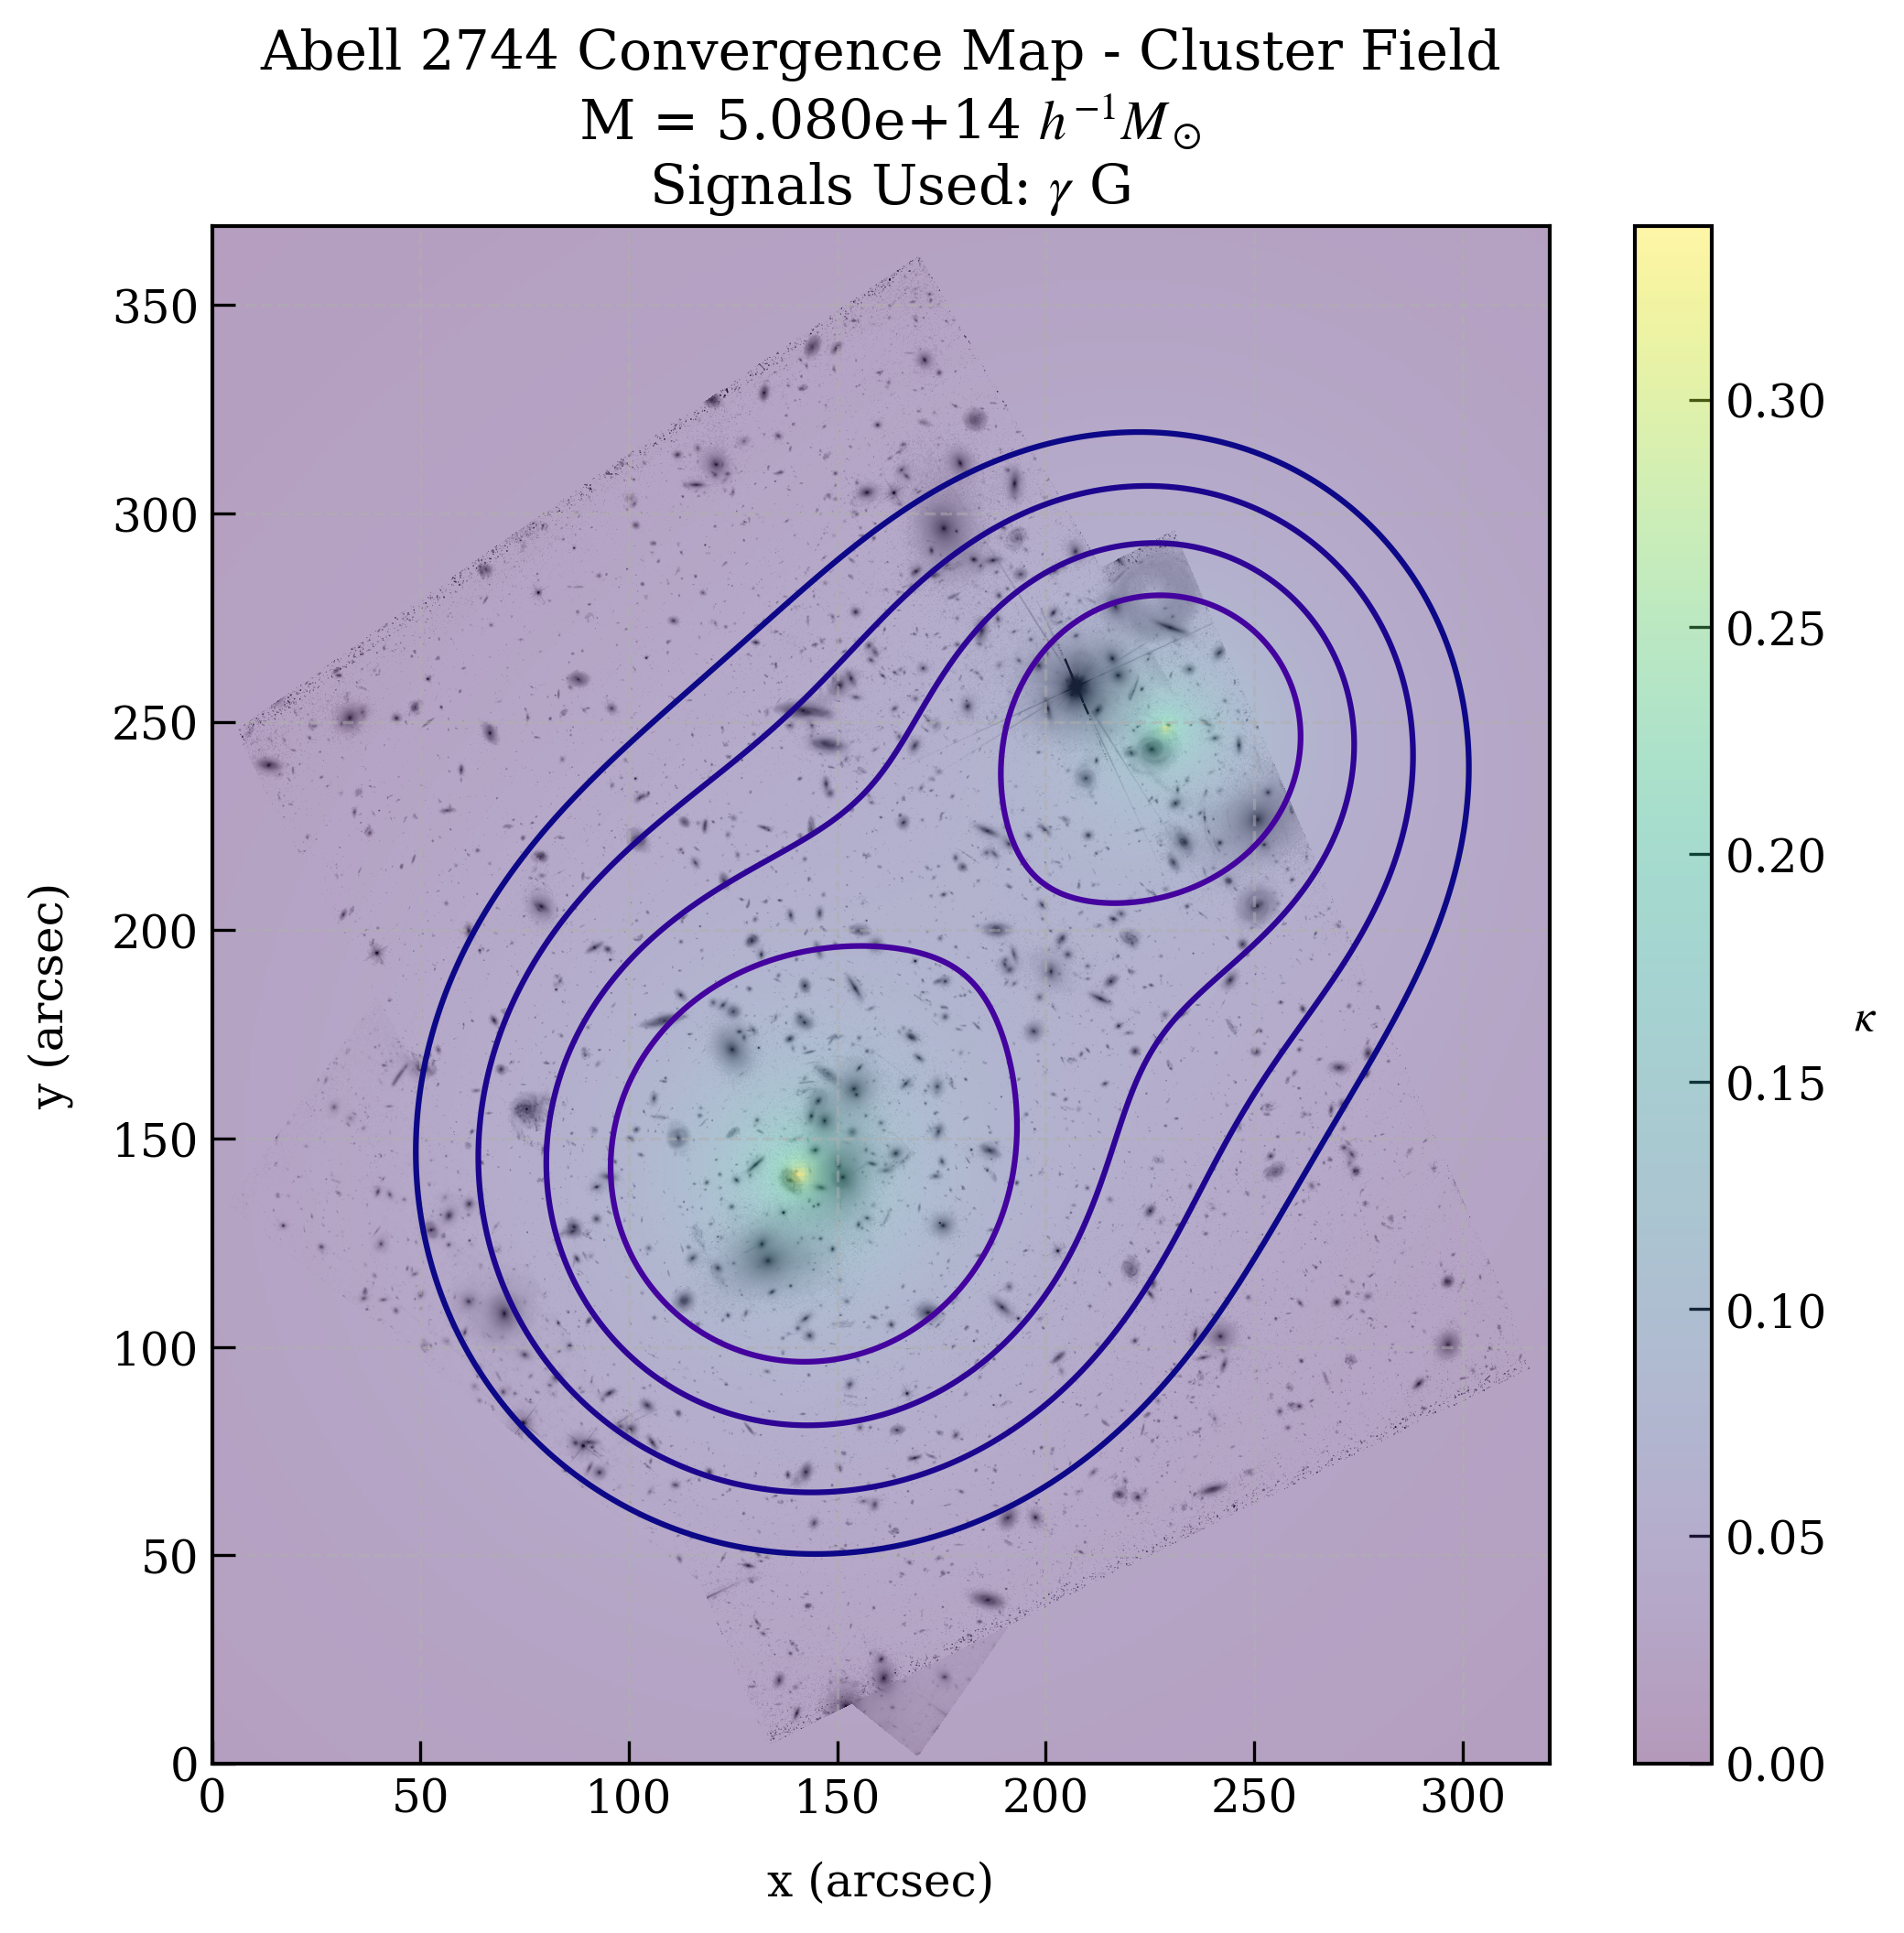 Abell 2744 Convergence Map - Cluster Field
M = 5.080e+14 h⁻¹M⊙
Signals Used: γ G
350
300
250
200
150
100
50
0
y (arcsec)
0 50 100 150 200 250 300
x (arcsec)
0.30
0.25
0.20
0.15
0.10
0.05
0.00
κ